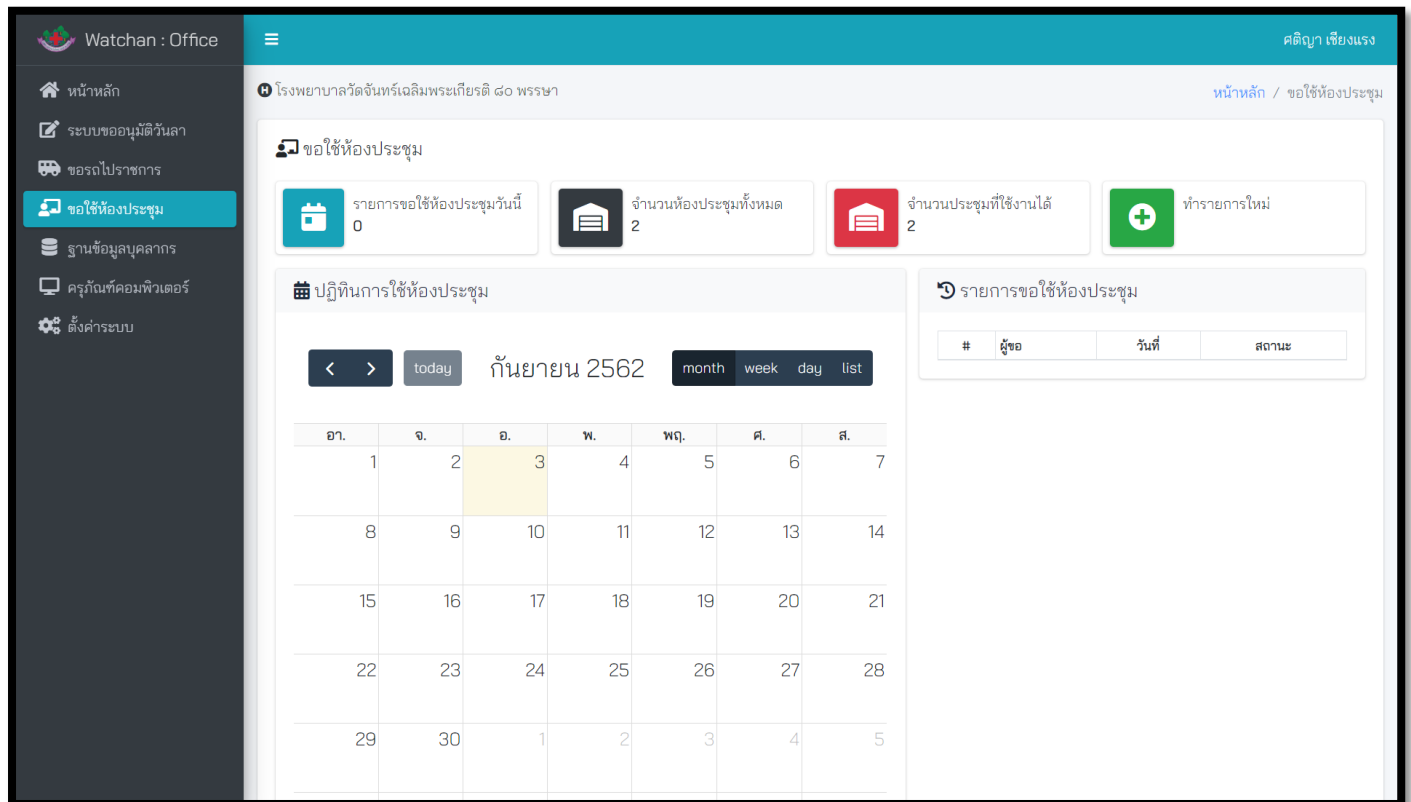 Watchan : Office
ศติญา เชียงแรง
หน้าหลัก
ระบบขออนุมัติวันลา
ขอรถไปราชการ
ขอใช้ห้องประชุม
ฐานข้อมูลบุคลากร
ครุภัณฑ์คอมพิวเตอร์
ตั้งค่าระบบ
H โรงพยาบาลวัดจันทร์เฉลิมพระเกียรติ ๘๐ พรรษา
หน้าหลัก / ขอใช้ห้องประชุม
ขอใช้ห้องประชุม
รายการขอใช้ห้องประชุมวันนี้
0
จำนวนห้องประชุมทั้งหมด
2
จำนวนประชุมที่ใช้งานได้
2
ทำรายการใหม่
ปฏิทินการใช้ห้องประชุม
today กันยายน 2562 month week day list
อา. จ. อ. พ. พฤ. ศ. ส.
1 2 3 4 5 6 7
8 9 10 11 12 13 14
15 16 17 18 19 20 21
22 23 24 25 26 27 28
29 30 1 2 3 4 5
รายการขอใช้ห้องประชุม
# ผู้ขอ วันที่ สถานะ